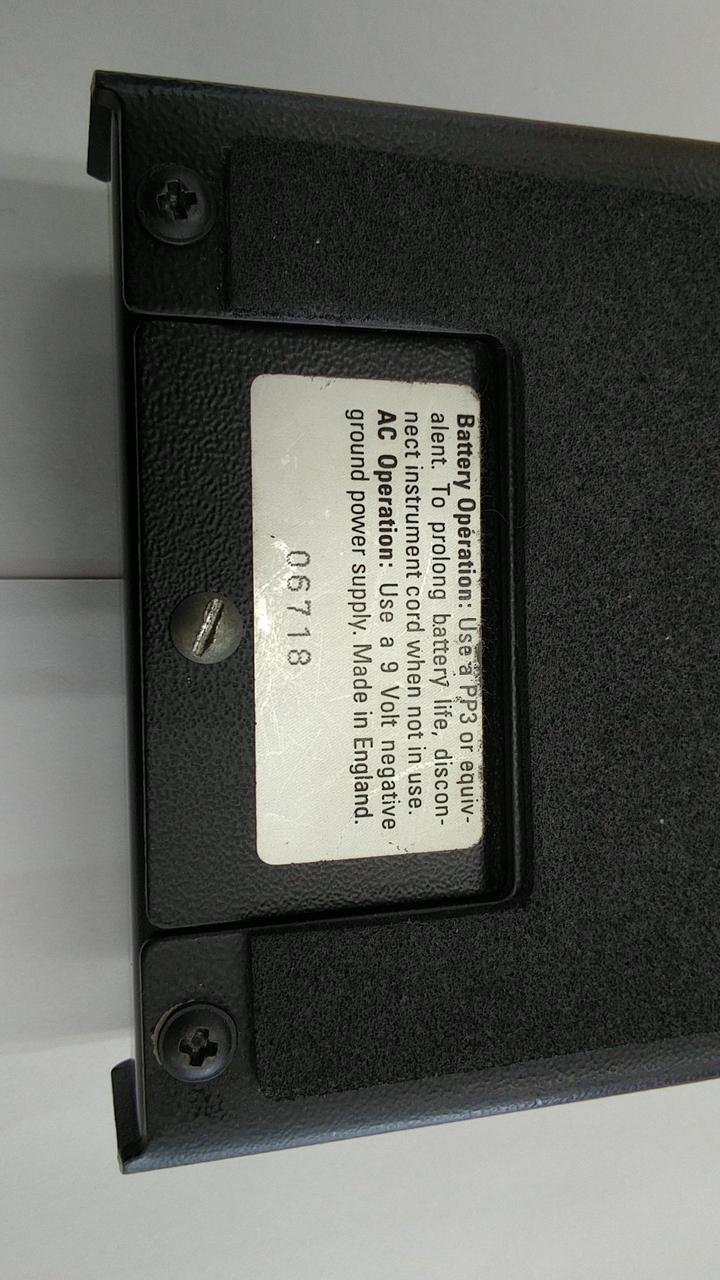 Battery Operation: Use a PP3 or equiv-
alent. To prolong battery life, discon-
nect instrument cord when not in use.
AC Operation: Use a 9 Volt negative
ground power supply. Made in England.
06718